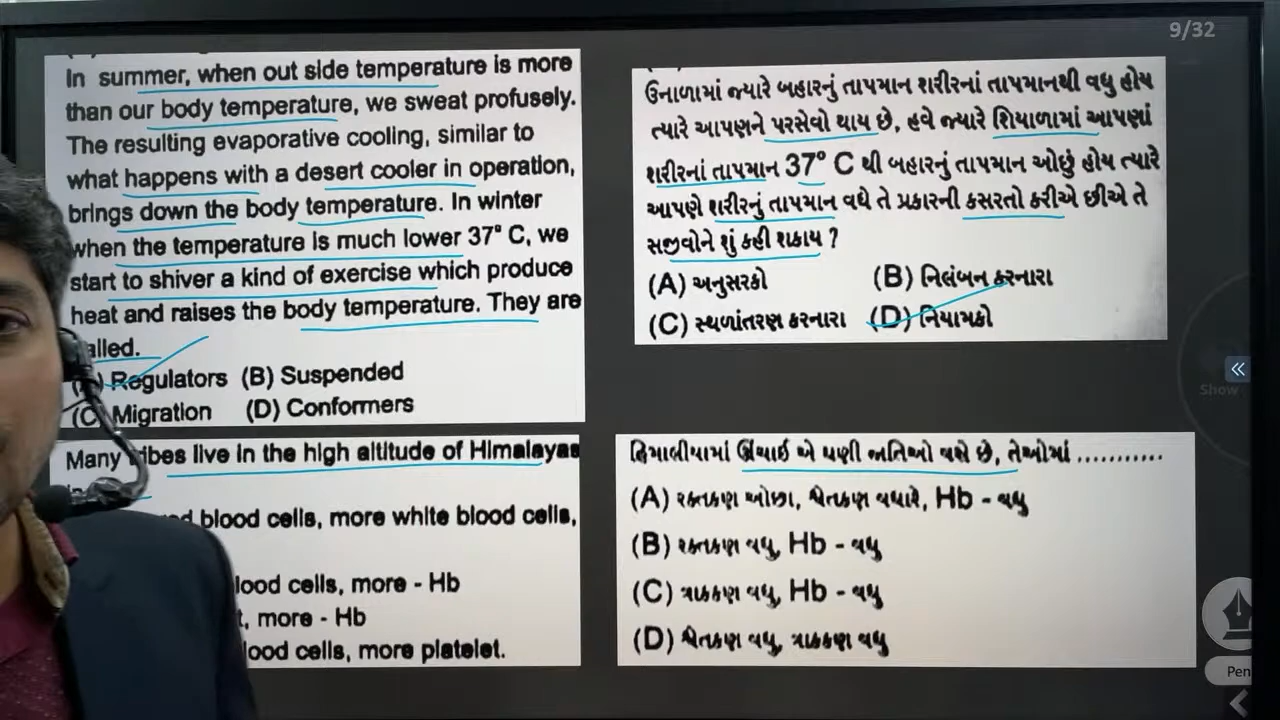 9/32
In summer, when out side temperature is more
than our body temperature, we sweat profusely.
The resulting evaporative cooling, similar to
what happens with a desert cooler in operation,
brings down the body temperature. In winter
when the temperature is much lower 37° C, we
start to shiver a kind of exercise which produce
heat and raises the body temperature. They are
alled.
Regulators (B) Suspended
(C) Migration (D) Conformers
ઉનાળામાં જ્યારે બહારનું તાપમાન શરીરનાં તાપમાનથી વધુ હોય
ત્યારે આપણને પરસેવો થાય છે, હવે જ્યારે શિયાળામાં આપણાં
શરીરનાં તાપમાન 37° C થી બહારનું તાપમાન ઓછું હોય ત્યારે
આપણે શરીરનું તાપમાન વધે તે પ્રકારની કસરતો કરીએ છીએ તે
સજીવોને શું કહી શકાય ?
(A) અનુસરકો (B) નિલંબન કરનારા
(C) સ્થળાંતરણ કરનારા (D) નિયામકો
Many ribes live in the high altitude of Himalayas
blood cells, more white blood cells,
lood cells, more - Hb
t, more - Hb
lood cells, more platelet.
હિમાલીયામાં ઊંચાઇ એ ઘણી જાતિઓ વશે છે, તેઓમાં ............
(A) રક્તકણ ઓછા, શ્વેતકણ વધારે, Hb - વધુ
(B) રક્તકણ વધુ, Hb - વધુ
(C) ત્રાકકણ વધુ, Hb - વધુ
(D) શ્વેતકણ વધુ, ત્રાકકણ વધુ
Show
Pen